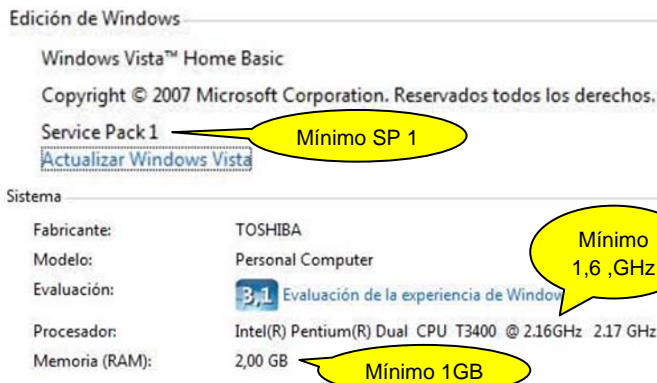 Edición de Windows
Windows Vista™ Home Basic
Copyright © 2007 Microsoft Corporation. Reservados todos los derechos.
Service Pack 1
Mínimo SP 1
Actualizar Windows Vista
Sistema
Fabricante: TOSHIBA
Modelo: Personal Computer
Mínimo
1,6 ,GHz
Evaluación: 3,1 Evaluación de la experiencia de
Procesador: Intel(R) Pentium(R) Dual CPU T3400 @ 2.16GHz 2.17 GHz
Memoria (RAM): 2,00 GB
Mínimo 1GB